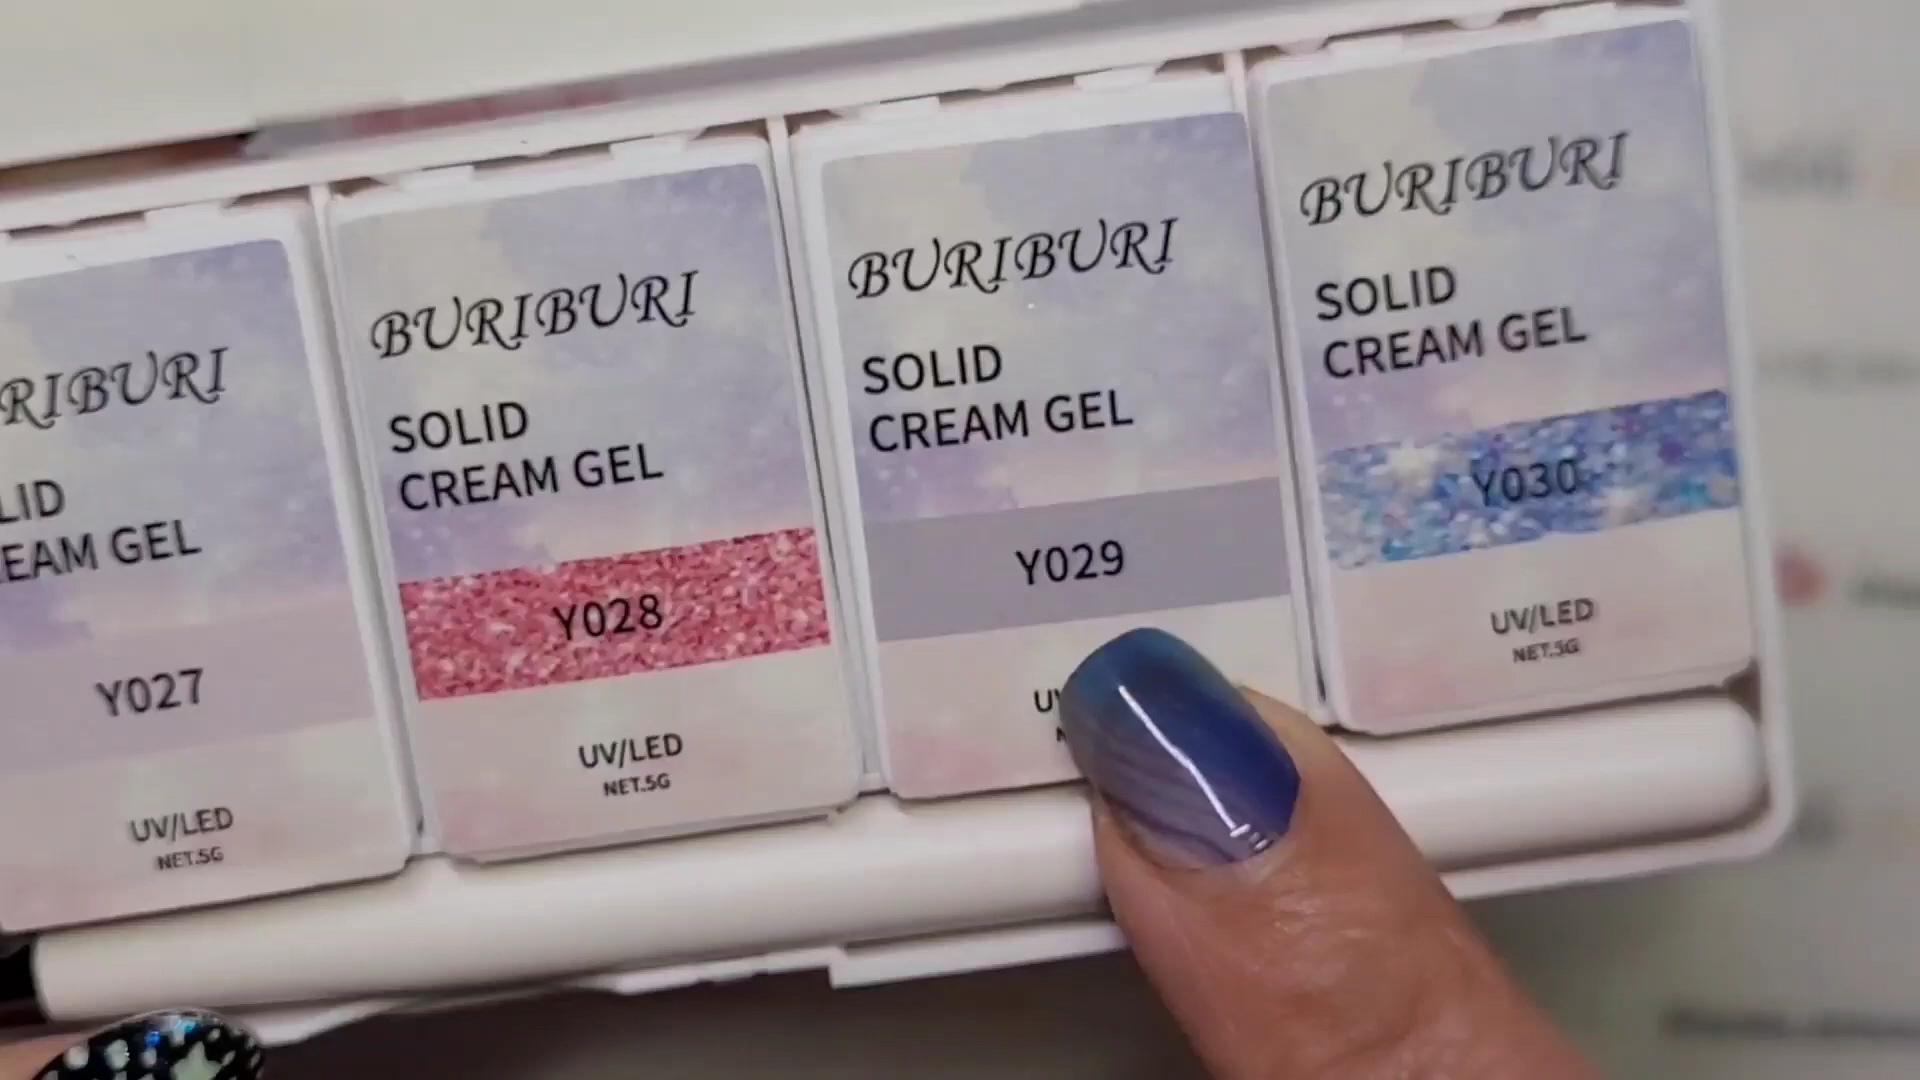 RIBURI
LID
EAM GEL
Y027
UV/LED
NET.5G
BURIBURI
SOLID
CREAM GEL
Y028
UV/LED
NET.5G
BURIBURI
SOLID
CREAM GEL
Y029
BURIBURI
SOLID
CREAM GEL
Y030
UV/LED
NET.5G